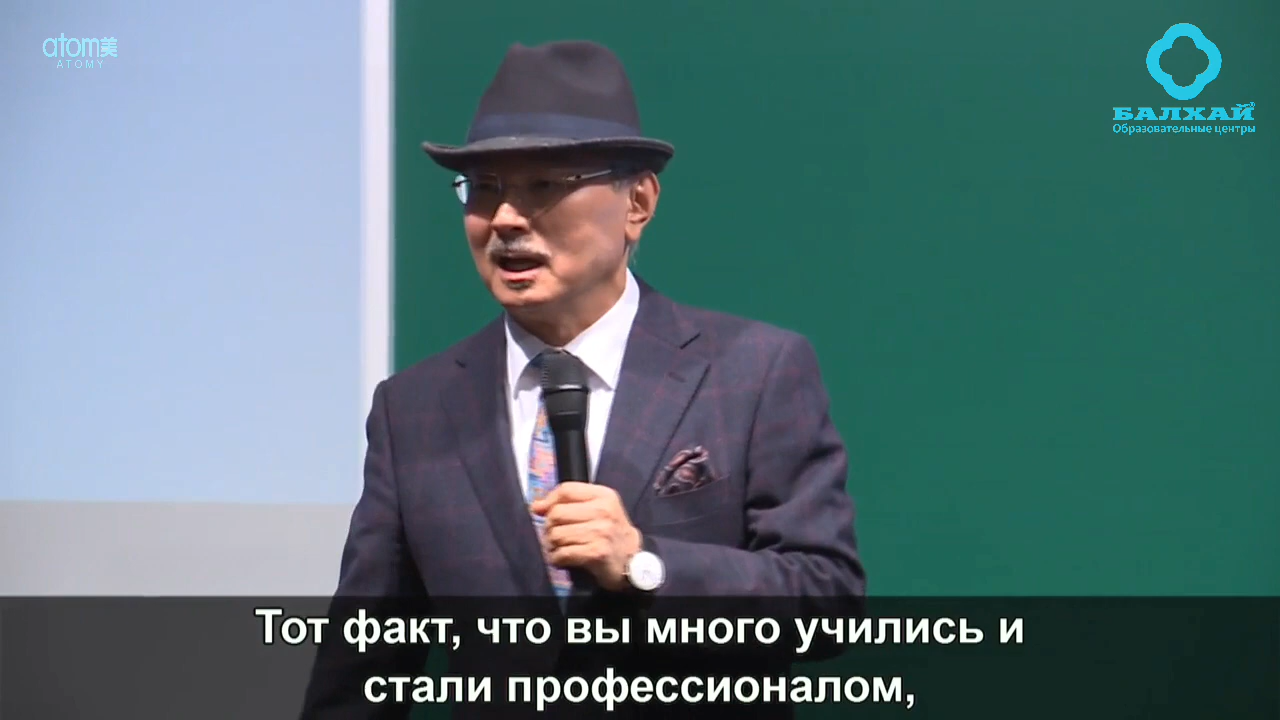 atom美
ATOMY
БАЛХАЙ®
Образовательные центры
Тот факт, что вы много учились и
стали профессионалом,